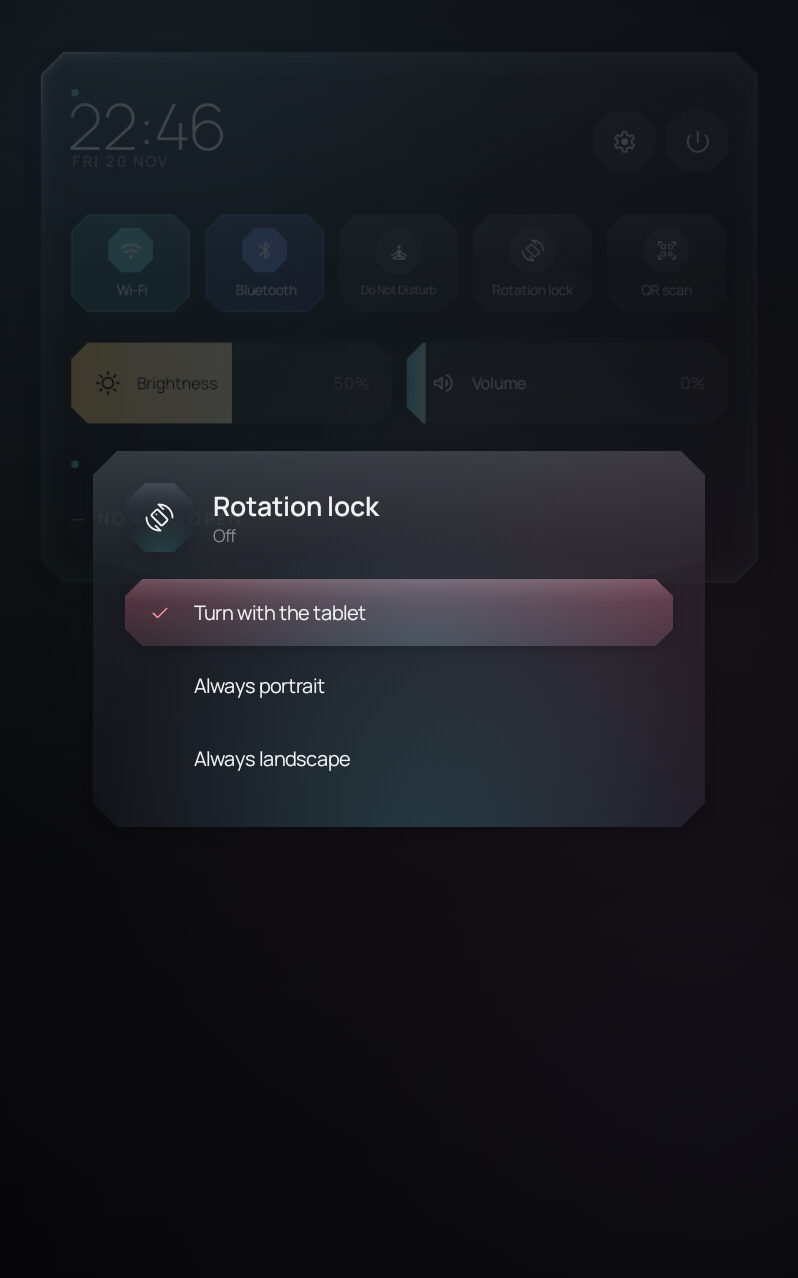 22:46
FRI 20 NOV
Wi-Fi
Bluetooth
Do Not Disturb
Rotation lock
QR scan
Brightness
50%
Volume
0%
Rotation lock
Off
Turn with the tablet
Always portrait
Always landscape